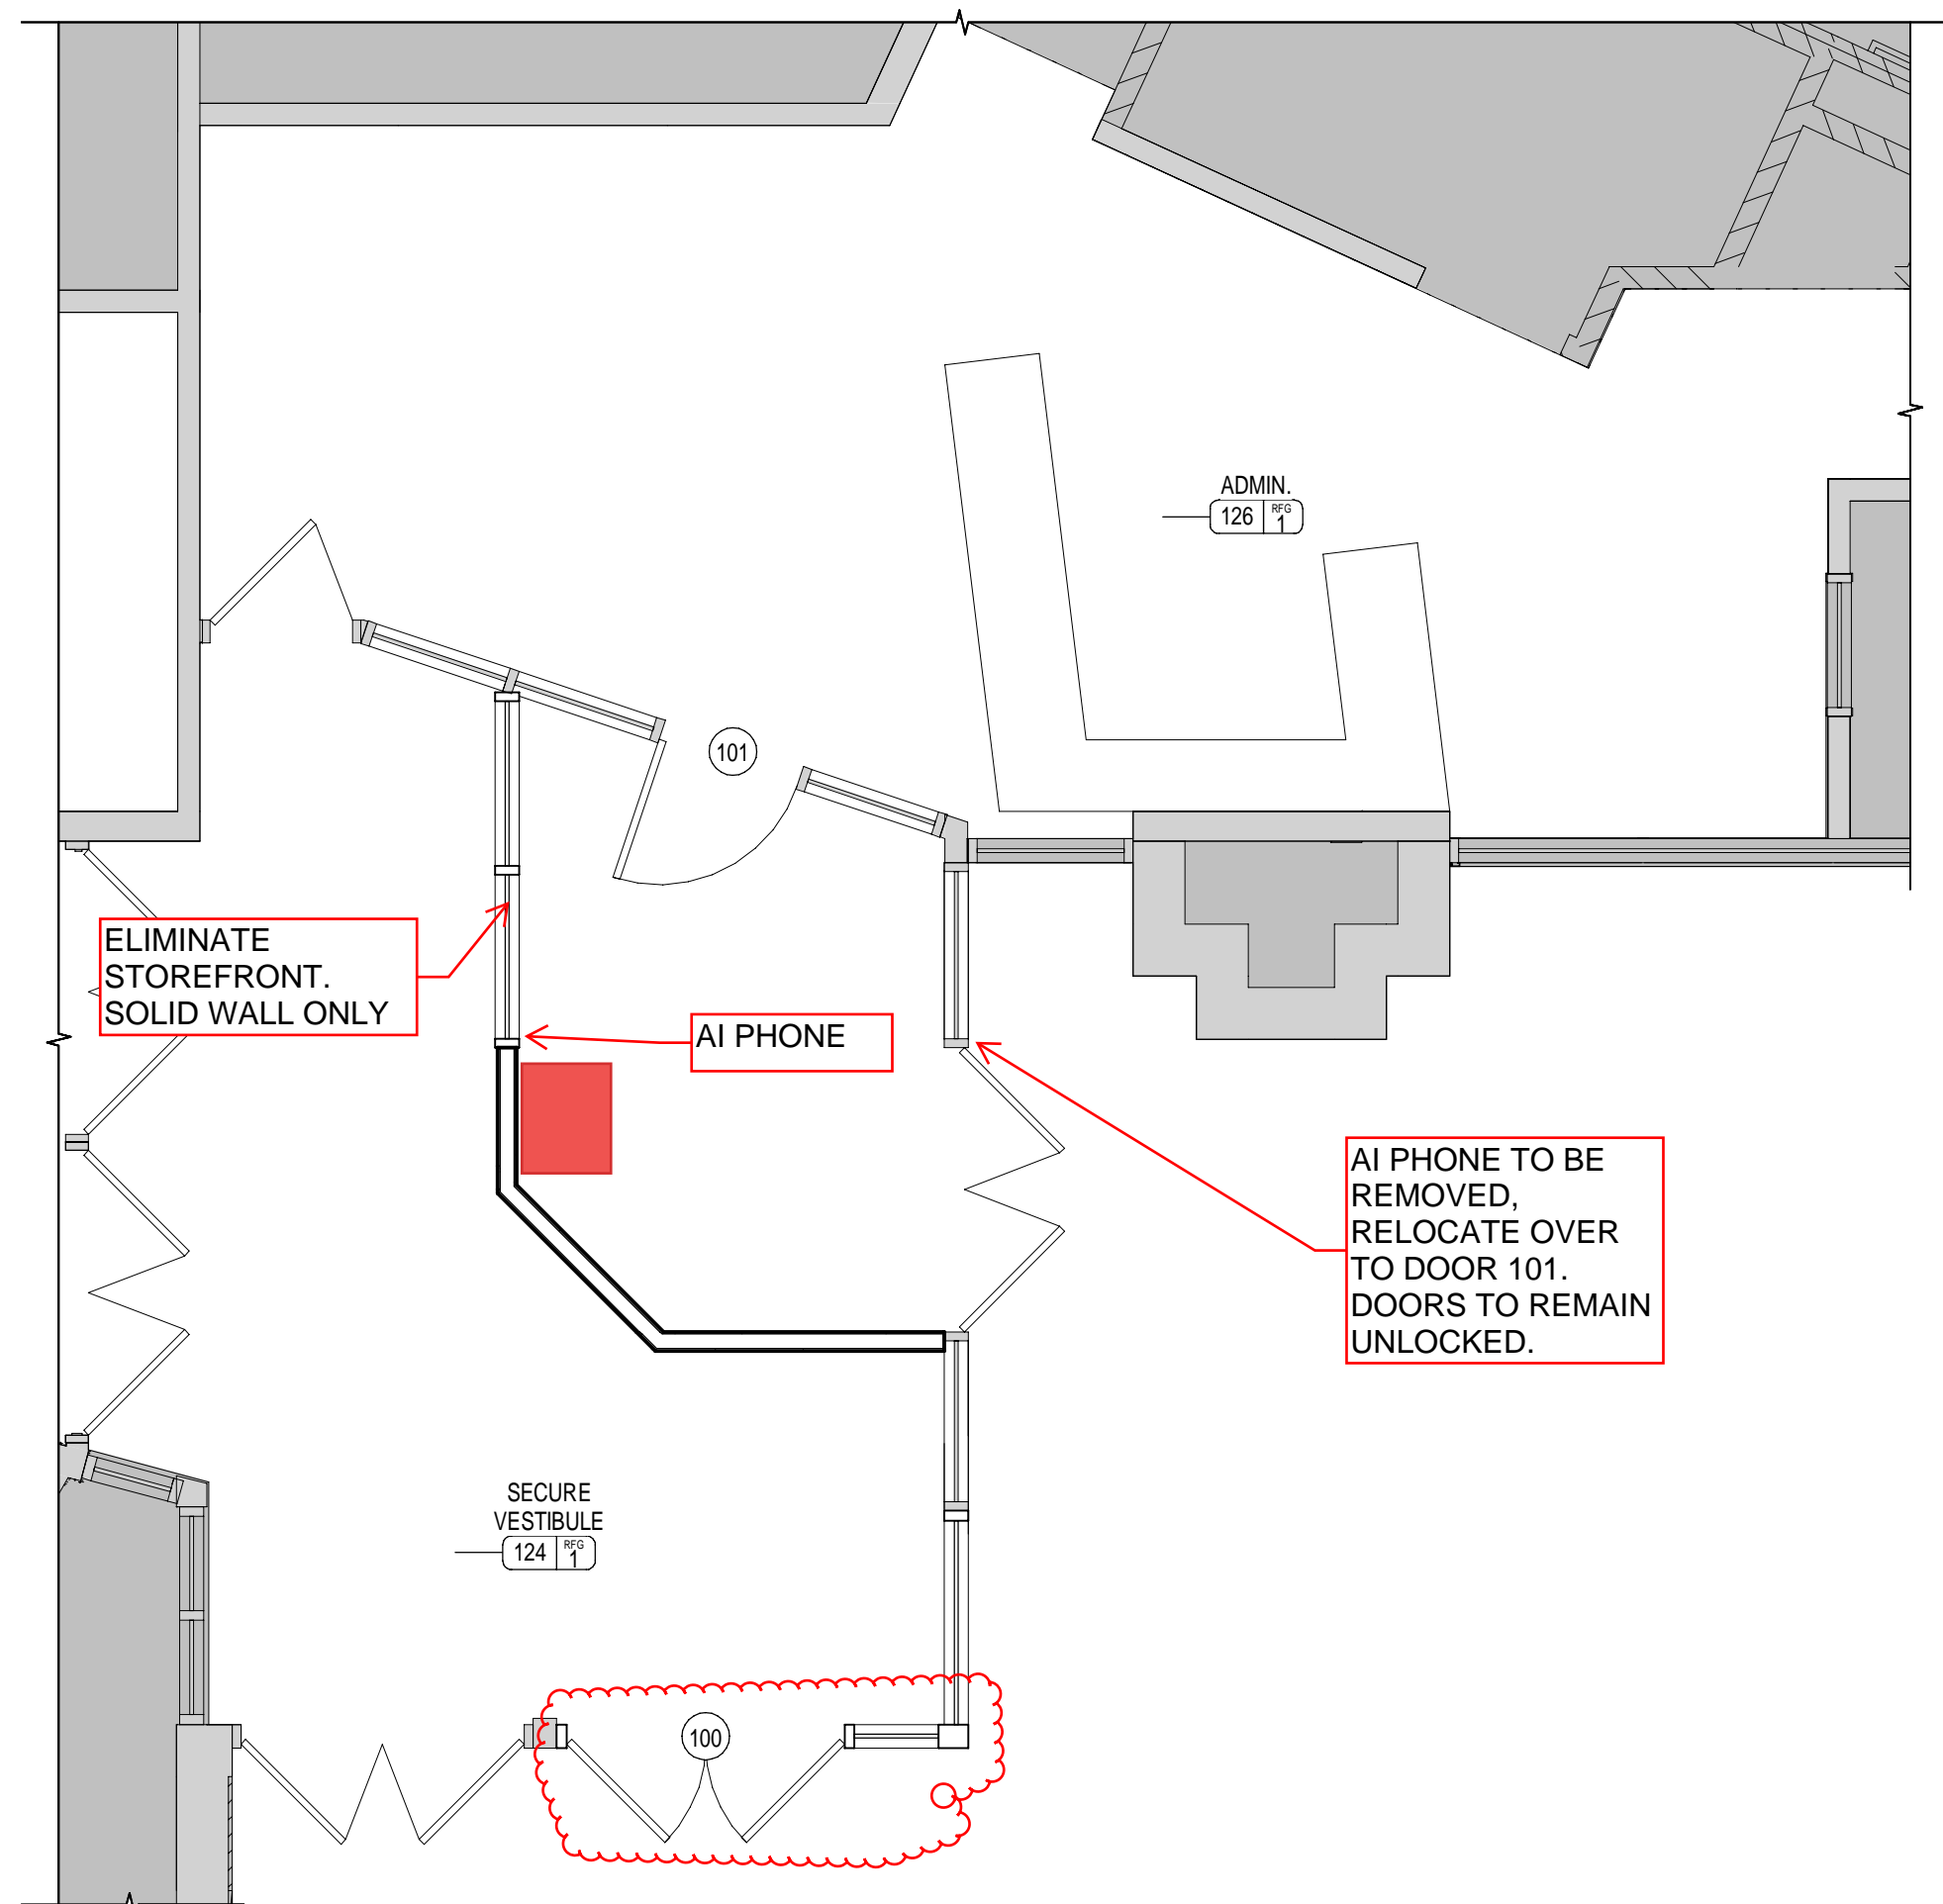 ADMIN.
126 RFG 1
101
ELIMINATE
STOREFRONT.
SOLID WALL ONLY
AI PHONE
AI PHONE TO BE
REMOVED,
RELOCATE OVER
TO DOOR 101.
DOORS TO REMAIN
UNLOCKED.
SECURE
VESTIBULE
124 RFG 1
100